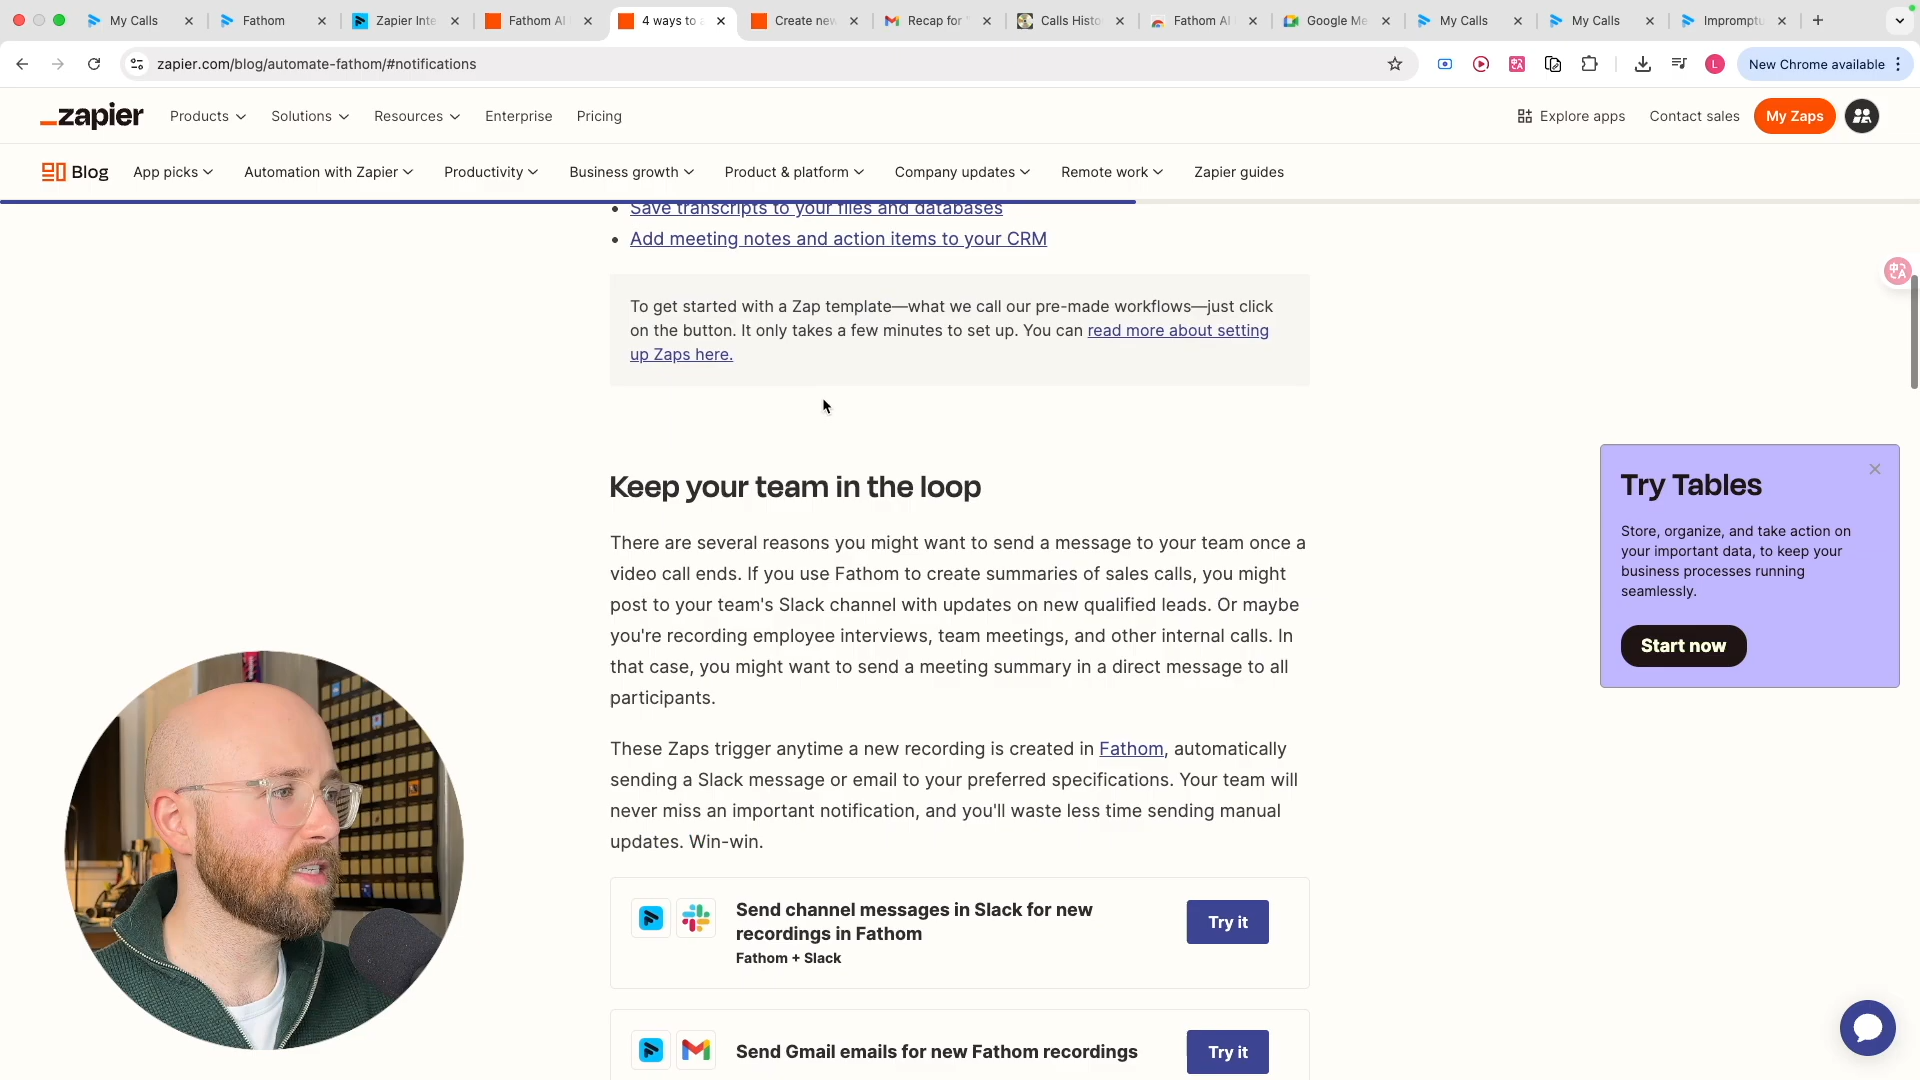 My Calls
Fathom
Zapier Inte
Fathom AI
4 ways to a
Create new
Recap for "
Calls Histo
Fathom AI
Google Me
My Calls
My Calls
Impromptu
zapier.com/blog/automate-fathom/#notifications
L
New Chrome available
_zapier
Products
Solutions
Resources
Enterprise
Pricing
Explore apps
Contact sales
My Zaps
Blog
App picks
Automation with Zapier
Productivity
Business growth
Product & platform
Company updates
Remote work
Zapier guides
Save transcripts to your files and databases
Add meeting notes and action items to your CRM
To get started with a Zap template—what we call our pre-made workflows—just click
on the button. It only takes a few minutes to set up. You can read more about setting
up Zaps here.
Keep your team in the loop
There are several reasons you might want to send a message to your team once a
video call ends. If you use Fathom to create summaries of sales calls, you might
post to your team's Slack channel with updates on new qualified leads. Or maybe
you're recording employee interviews, team meetings, and other internal calls. In
that case, you might want to send a meeting summary in a direct message to all
participants.
These Zaps trigger anytime a new recording is created in Fathom, automatically
sending a Slack message or email to your preferred specifications. Your team will
never miss an important notification, and you'll waste less time sending manual
updates. Win-win.
Send channel messages in Slack for new
recordings in Fathom
Fathom + Slack
Try it
Send Gmail emails for new Fathom recordings
Try it
Try Tables
Store, organize, and take action on
your important data, to keep your
business processes running
seamlessly.
Start now